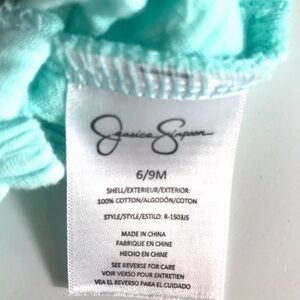 Jessica Simpson
6/9M
SHELL/EXTERIEUR/EXTERIOR:
100% COTTON/ALGODÓN/COTON
STYLE/STYLE/ESTILO: R-1503JS
MADE IN CHINA
FABRIQUE EN CHINE
HECHO EN CHINE
SEE REVERSE FOR CARE
VOIR VERSO POUR ENTRETIEN
VEA EL REVERSO PARA EL CUIDADO